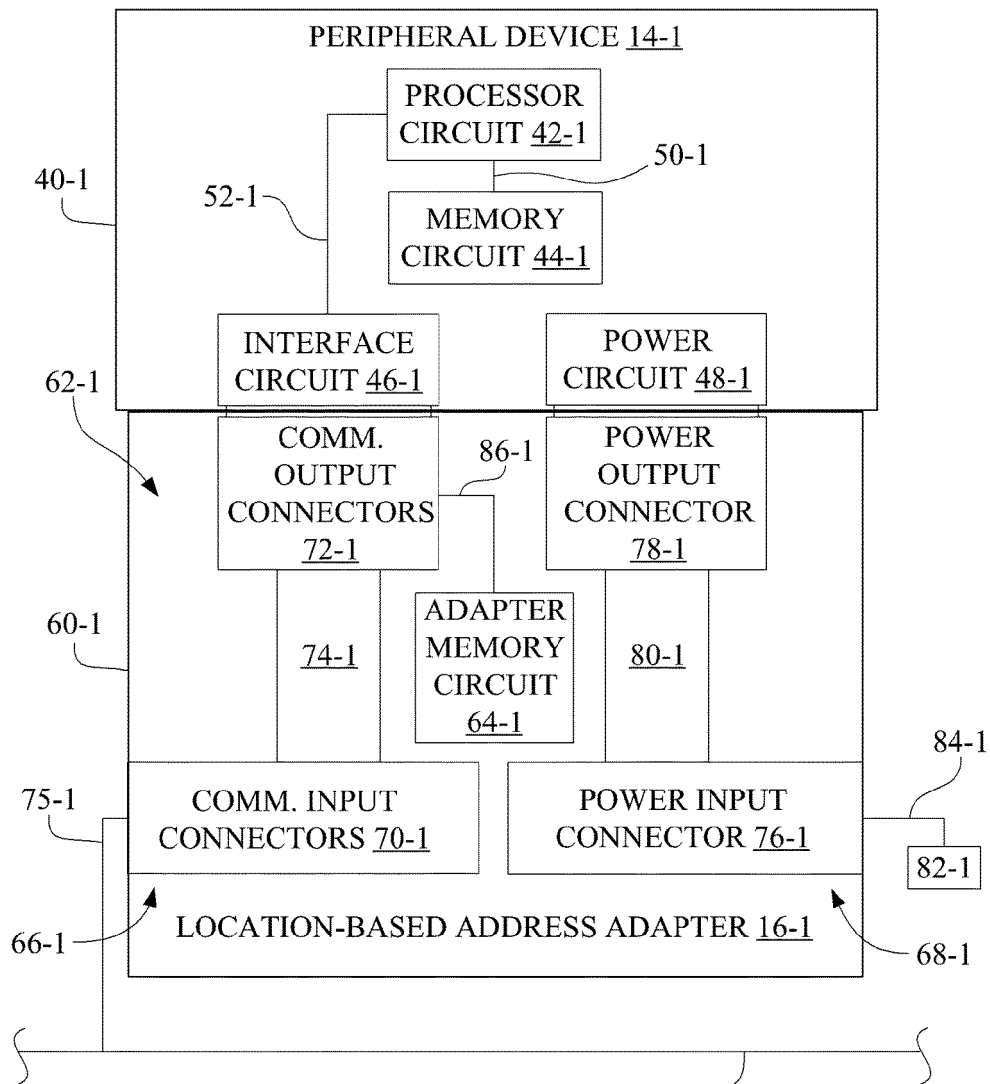 PERIPHERAL DEVICE 14-1
PROCESSOR
CIRCUIT 42-1
50-1
40-1
52-1
MEMORY
CIRCUIT 44-1
INTERFACE
CIRCUIT 46-1
POWER
CIRCUIT 48-1
62-1
COMM.
OUTPUT
CONNECTORS
72-1
86-1
POWER
OUTPUT
CONNECTOR
78-1
60-1
74-1
ADAPTER
MEMORY
CIRCUIT
64-1
80-1
84-1
75-1
COMM. INPUT
CONNECTORS 70-1
POWER INPUT
CONNECTOR 76-1
82-1
66-1
LOCATION-BASED ADDRESS ADAPTER 16-1
68-1